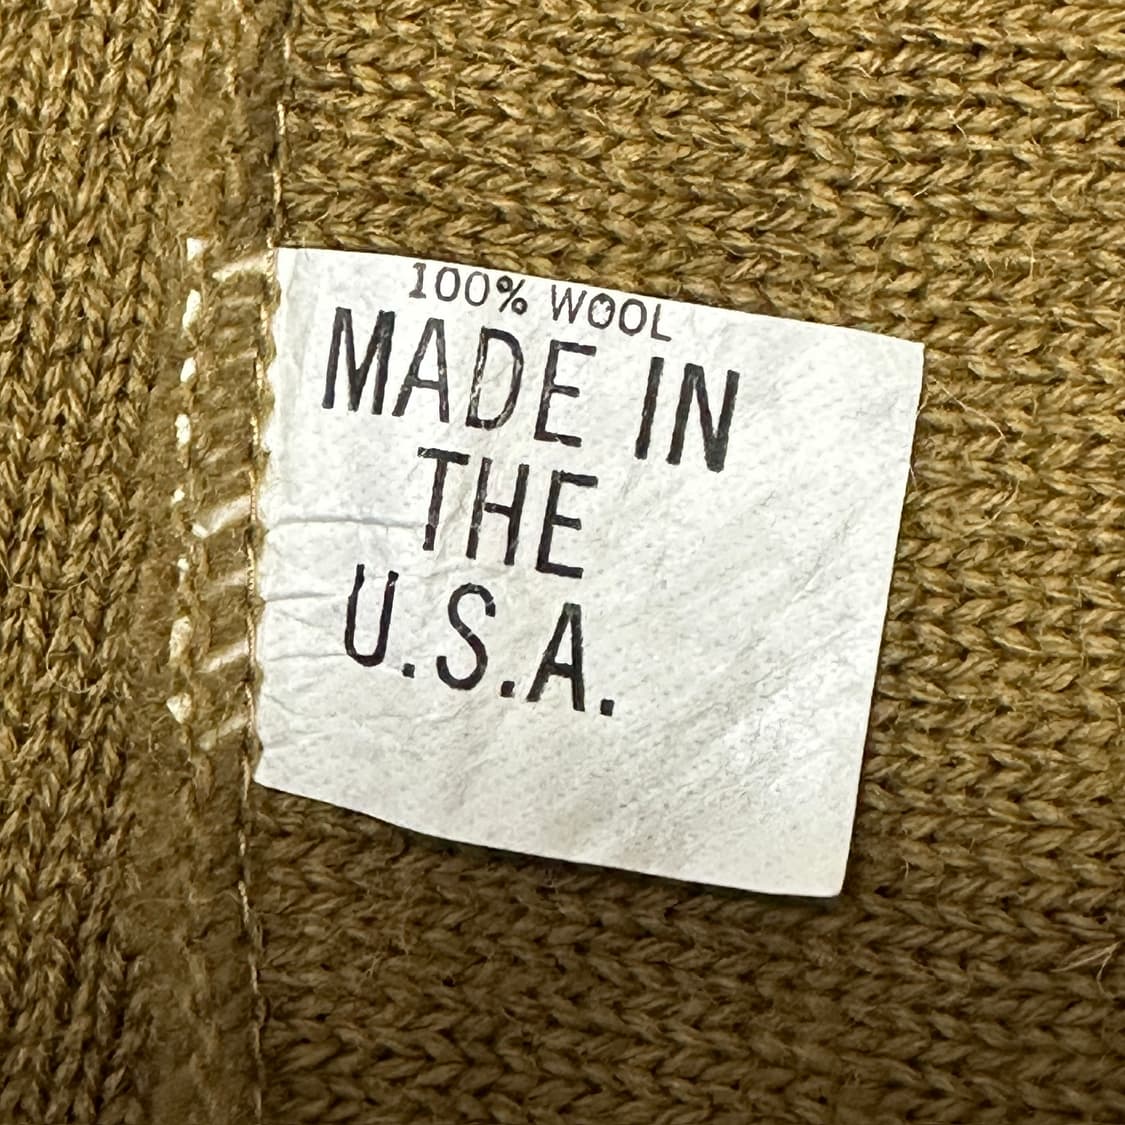 100% WOOL
MADE IN
THE
U.S.A.